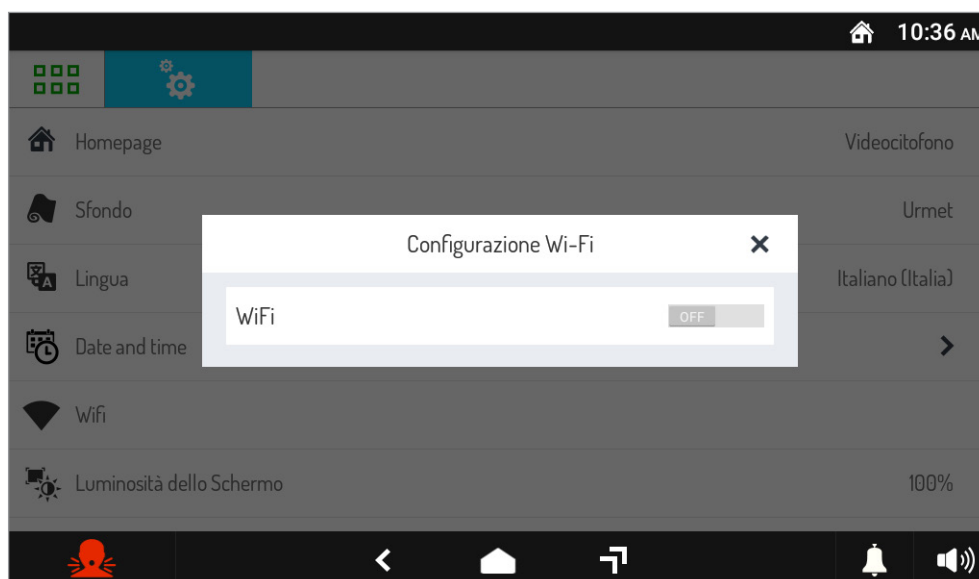 10:36 AM
Homepage Videocitofono
Sfondo Urmet
Configurazione Wi-Fi
Lingua Italiano (Italia)
WiFi OFF
Date and time
Wifi
Luminosità dello Schermo 100%